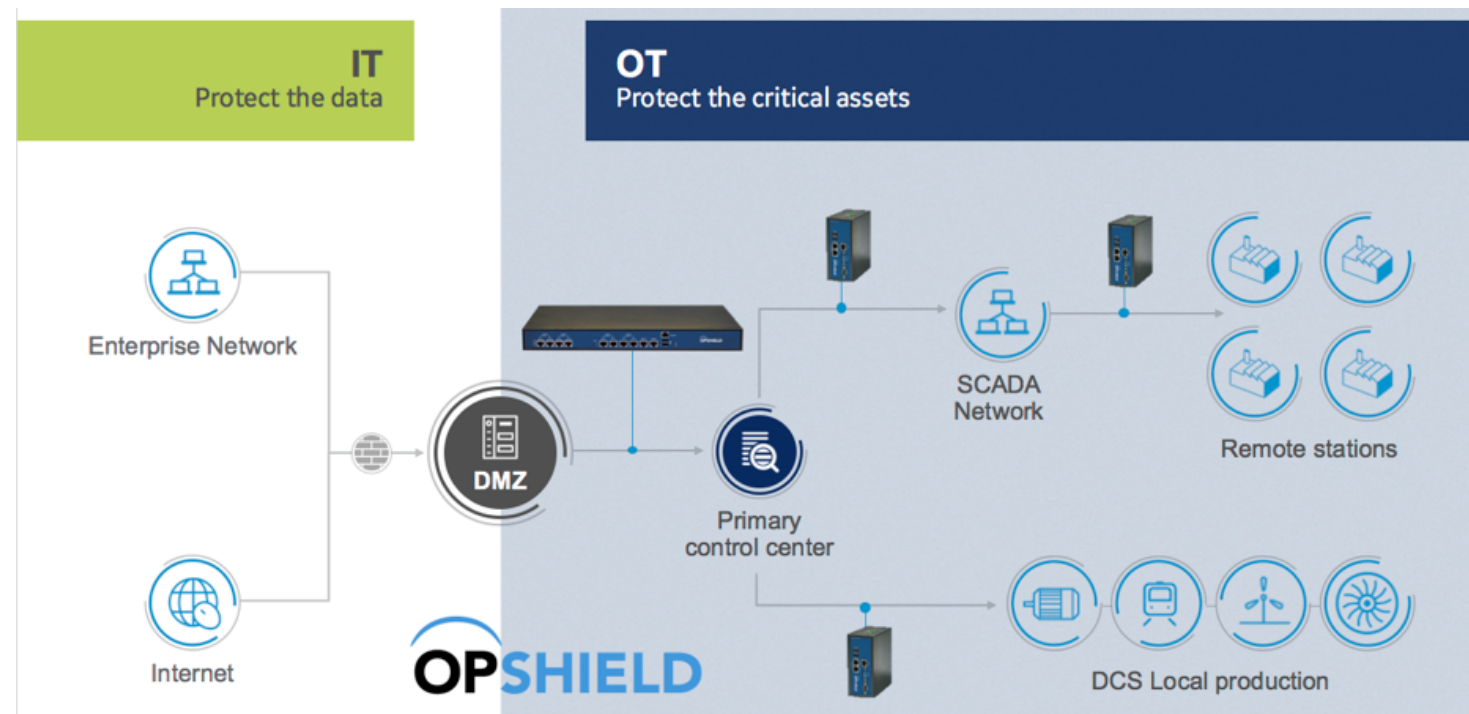 IT
Protect the data
OT
Protect the critical assets
Enterprise Network
Internet
DMZ
OPSHIELD
Primary
control center
SCADA
Network
Remote stations
DCS Local production
OPSHIELD